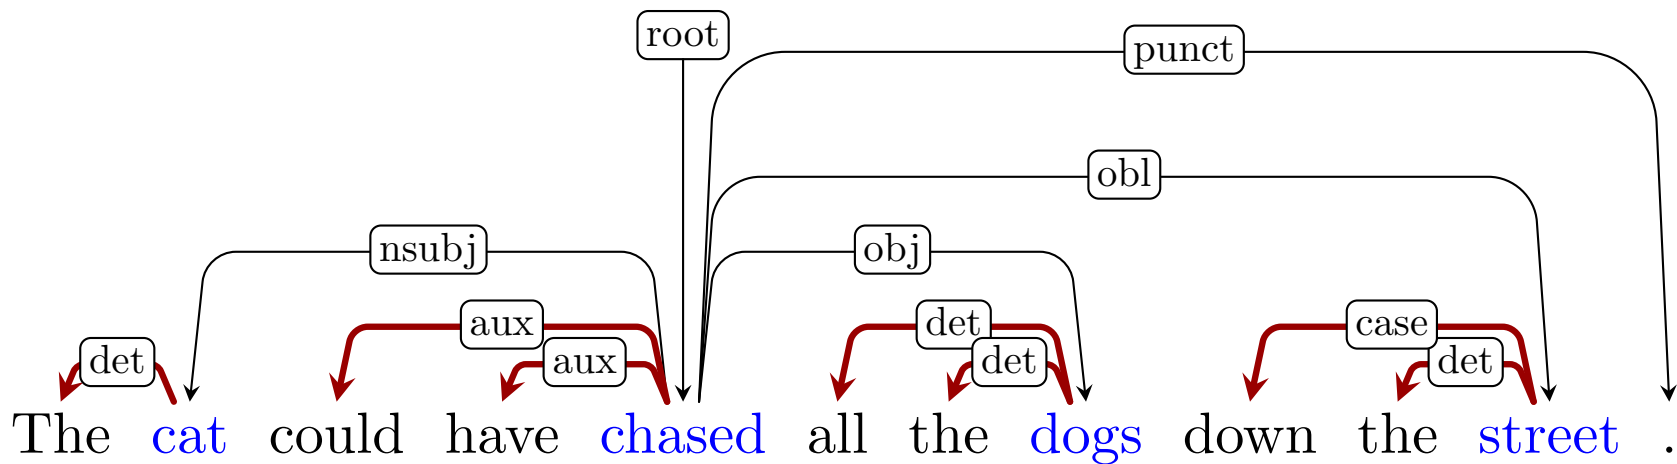 root
punct
obl
nsubj
obj
aux
det
case
det
aux
det
det
The cat could have chased all the dogs down the street .